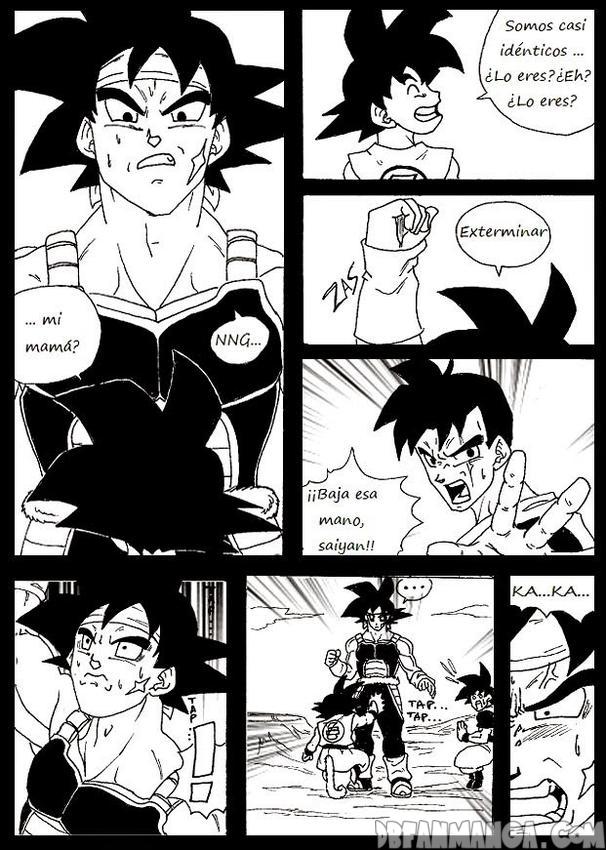 ... mi
mamá?
NNG...
Somos casi
idénticos ...
¿Lo eres?¿Eh?
¿Lo eres?
ZAS
Exterminar
¡¡Baja esa
mano,
saiyan!!
TAP
...
TAP...
TAP...
KA...KA...
DBFANMANGA.COM